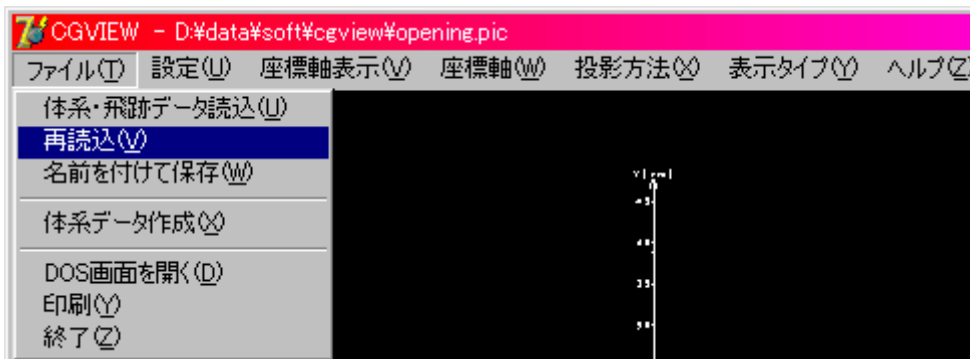 CGVIEW - D:¥data¥soft¥cgview¥opening.pic
ファイル(T) 設定(U) 座標軸表示(V) 座標軸(W) 投影方法(X) 表示タイプ(Y) ヘルプ(Z)
体系・飛跡データ読込(U)
再読込(V)
名前を付けて保存(W)
体系データ作成(X)
DOS画面を開く(D)
印刷(Y)
終了(Z)
Y[cm]